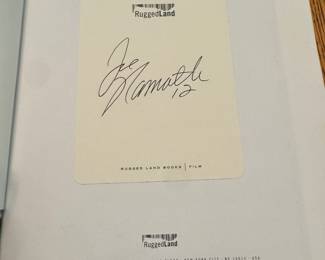 RuggedLand
Joe Namath
12
RUGGED LAND BOOKS | FILM
RuggedLand